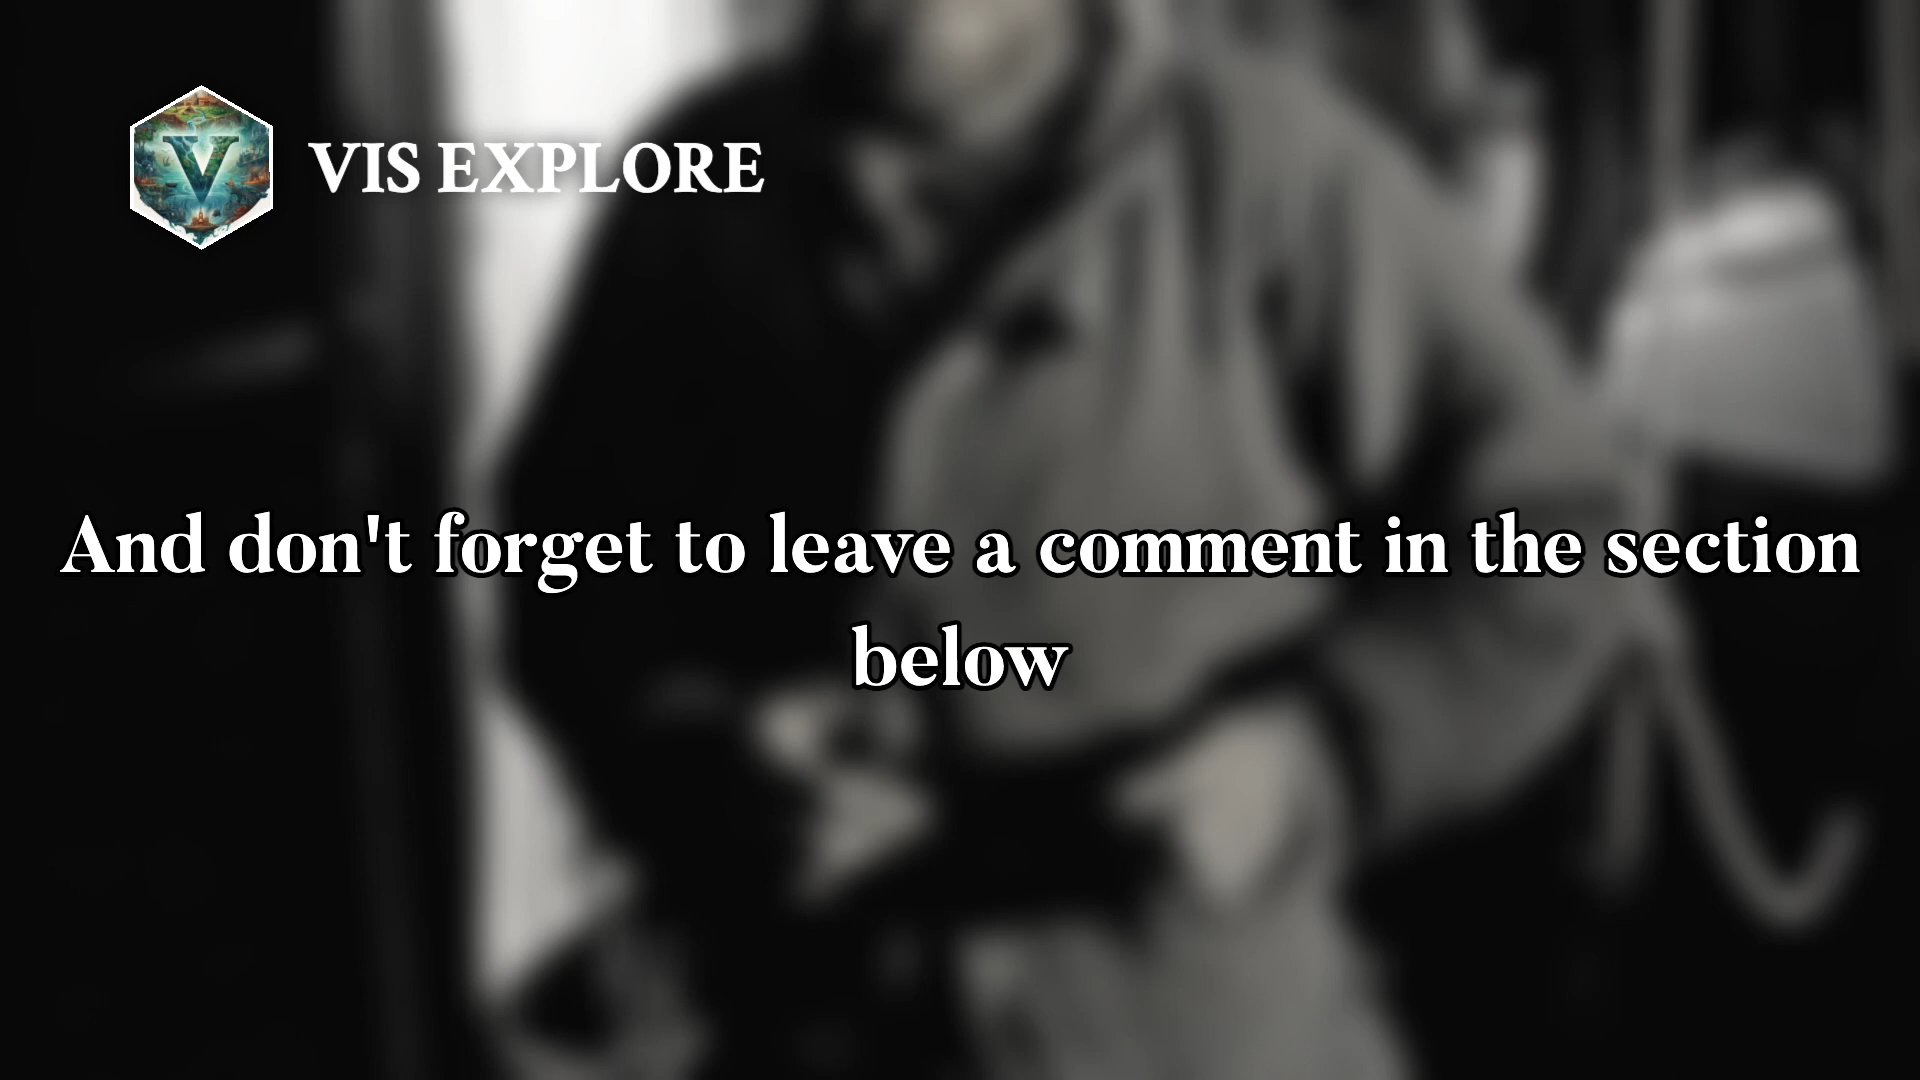 V
VIS EXPLORE
And don't forget to leave a comment in the section
below